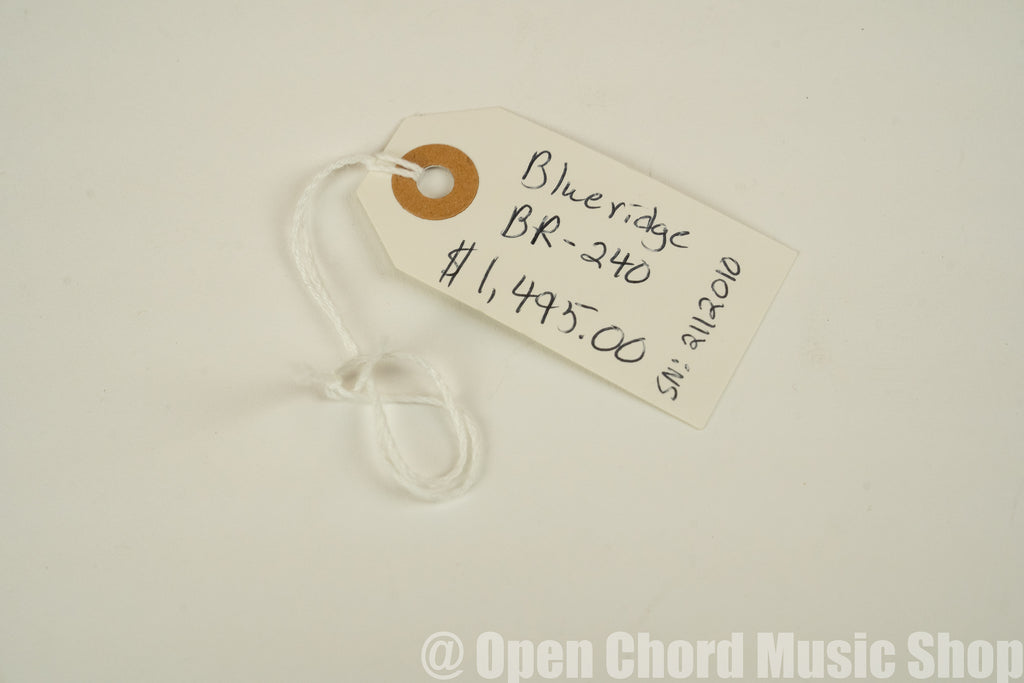 Blueridge
BR-240
$1,495.00
SN: 2112010
@ Open Chord Music Shop